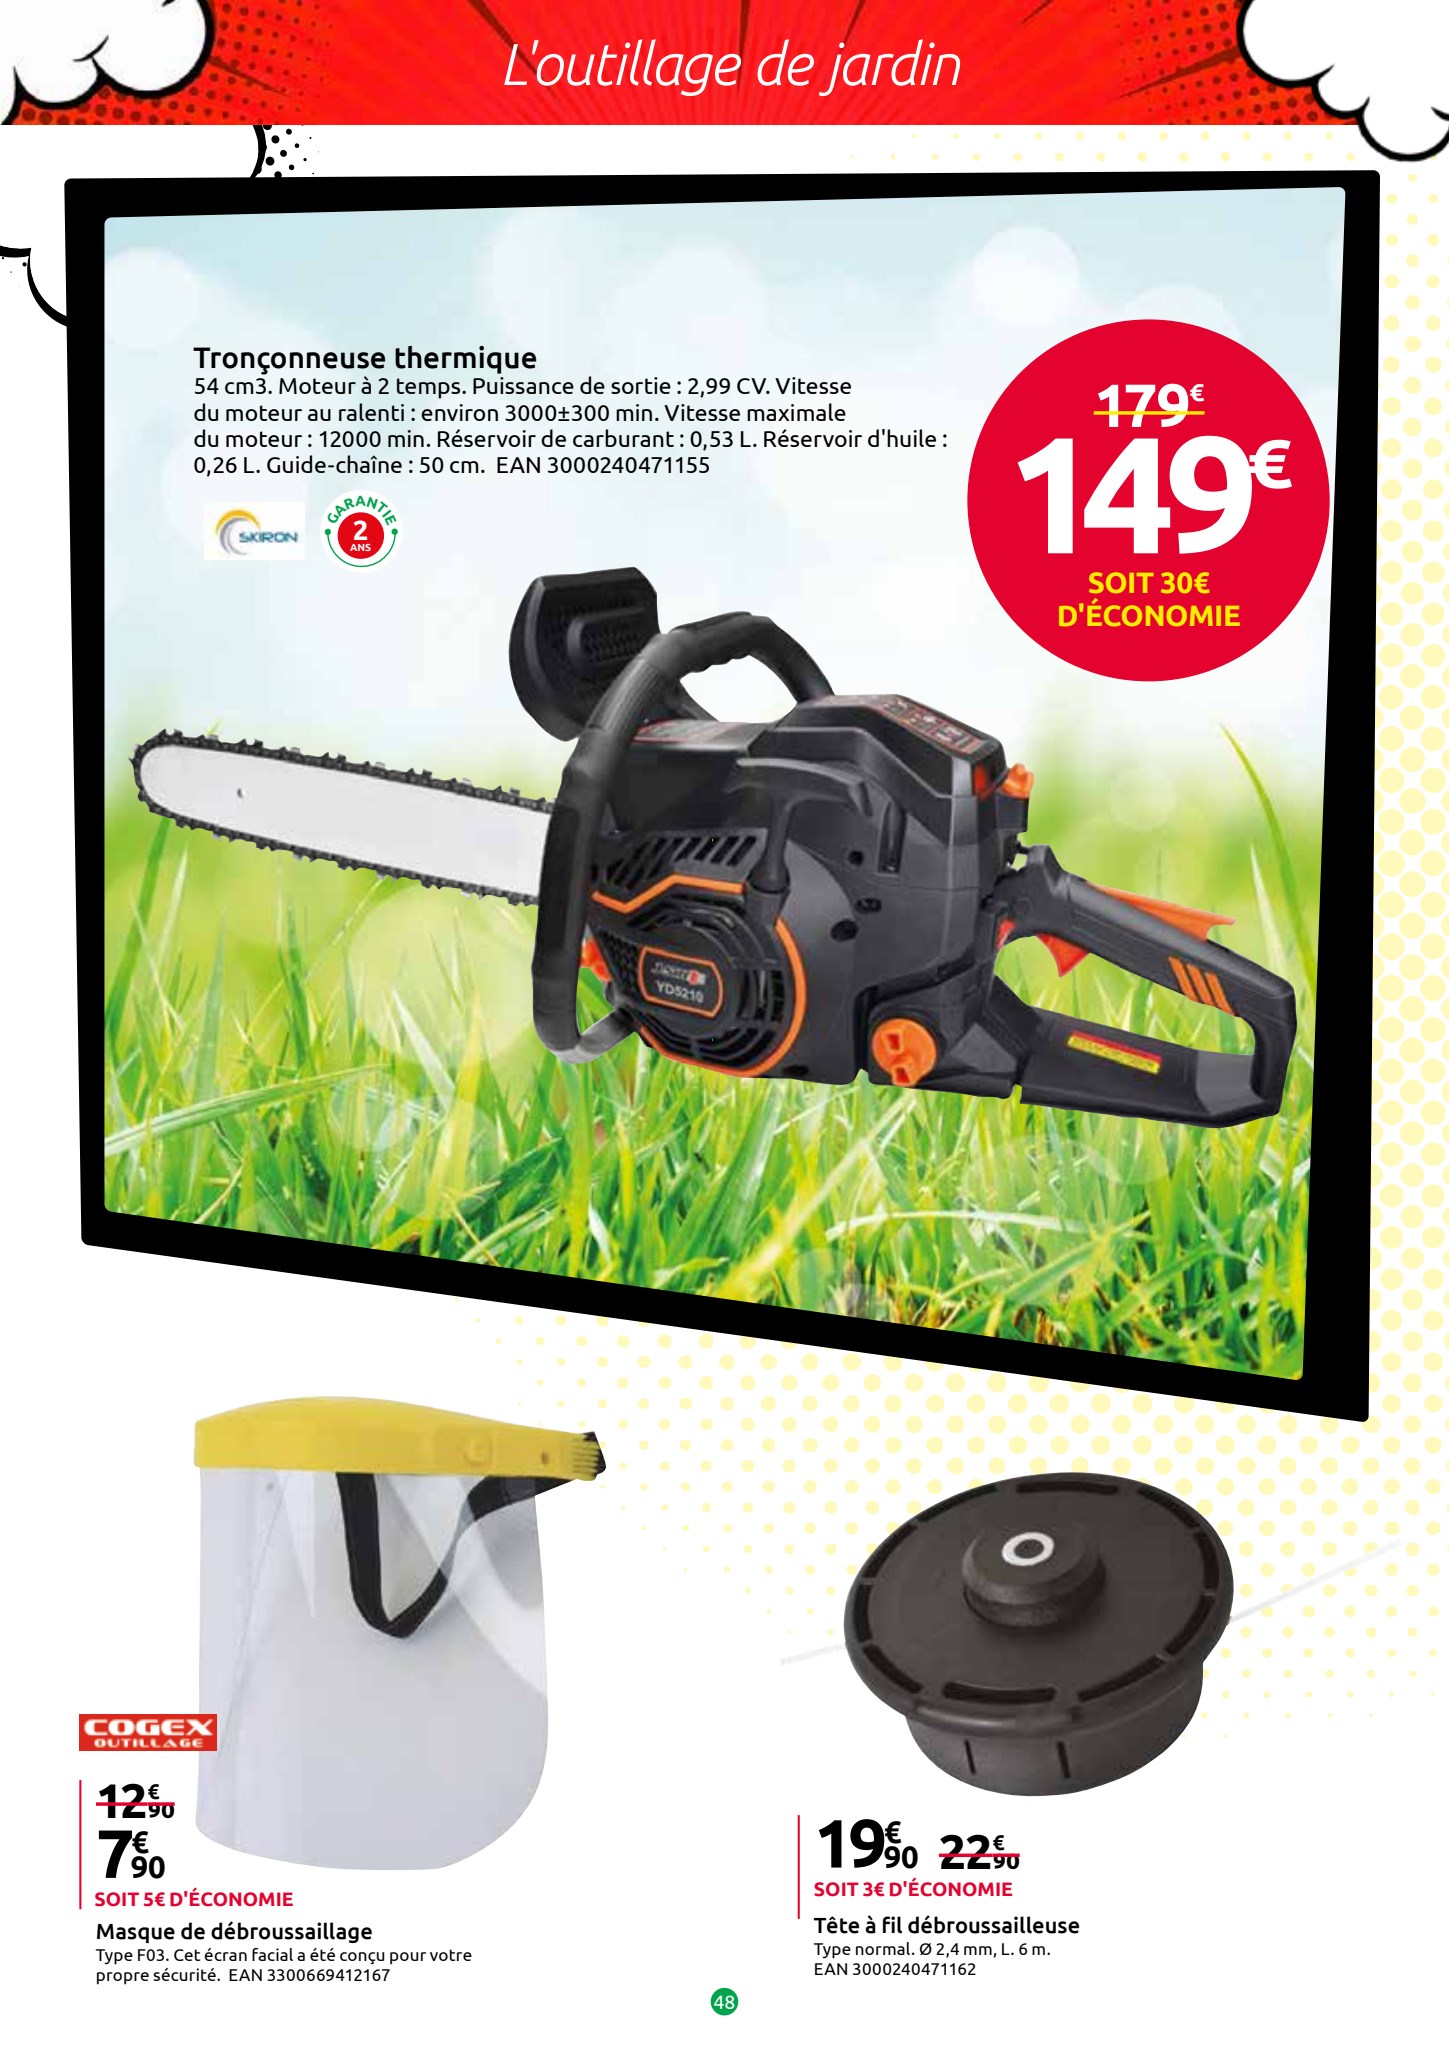 L'outillage de jardin
Tronçonneuse thermique
54 cm3. Moteur à 2 temps. Puissance de sortie : 2,99 CV. Vitesse
du moteur au ralenti : environ 3000±300 min. Vitesse maximale
du moteur : 12000 min. Réservoir de carburant : 0,53 L. Réservoir d'huile :
0,26 L. Guide-chaîne : 50 cm. EAN 3000240471155
SKIRON
GARANTIE
2
ANS
179€
149€
SOIT 30€
D'ÉCONOMIE
YD5210
COGEX
OUTILLAGE
12€90
7€90
SOIT 5€ D'ÉCONOMIE
Masque de débroussaillage
Type F03. Cet écran facial a été conçu pour votre
propre sécurité. EAN 3300669412167
19€90 22€90
SOIT 3€ D'ÉCONOMIE
Tête à fil débroussailleuse
Type normal. Ø 2,4 mm, L. 6 m.
EAN 3000240471162
48